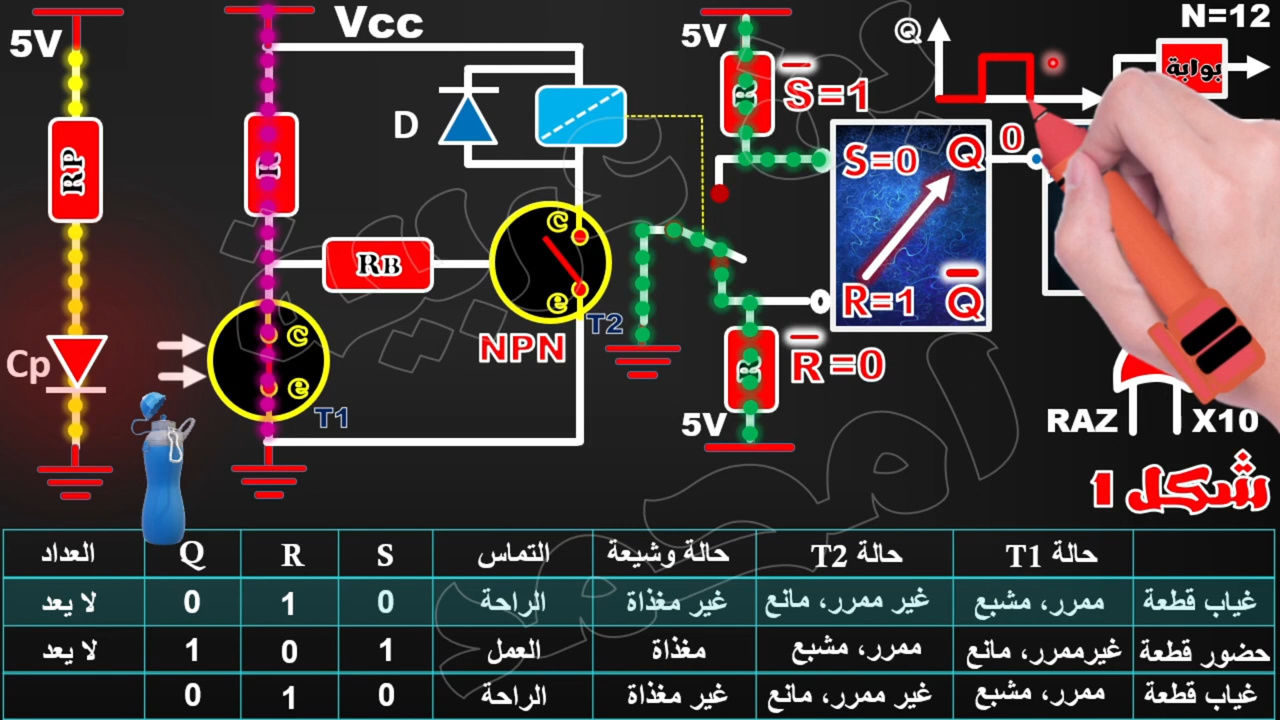 5V
RP
Cp
Vcc
R
D
RB
c
e
T2
NPN
c
e
T1
5V
R
S̅=1
S=0
Q
R=1
Q̅
R̅=0
R
5V
Q
0
N=12
بوابة
RAZ
X10
شكل 1
حالة T1 حالة T2 حالة وشيعة التماس S R Q العداد
غياب قطعة ممرر، مشبع غير ممرر، مانع غير مغذاة الراحة 0 1 0 لا يعد
حضور قطعة غيرممرر، مانع ممرر، مشبع مغذاة العمل 1 0 1 لا يعد
غياب قطعة ممرر، مشبع غير ممرر، مانع غير مغذاة الراحة 0 1 0